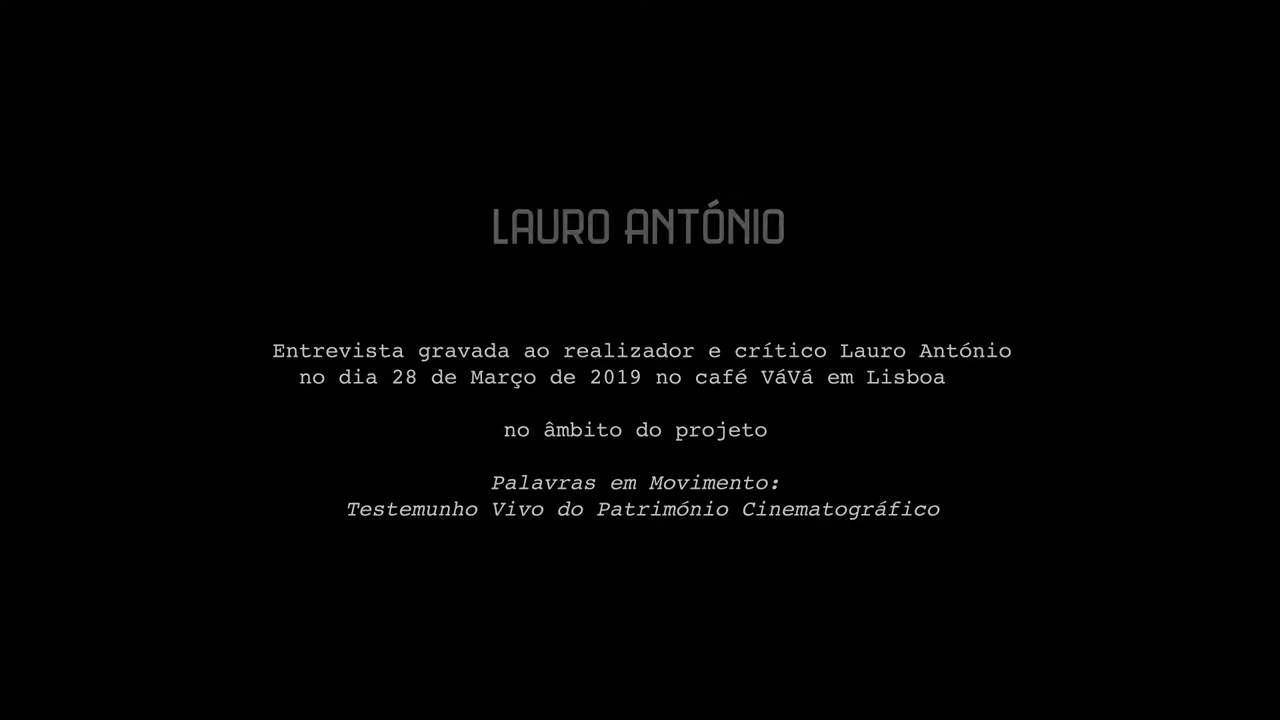 LAURO ANTÓNIO
Entrevista gravada ao realizador e crítico Lauro António
no dia 28 de Março de 2019 no café VáVá em Lisboa
no âmbito do projeto
Palavras em Movimento:
Testemunho Vivo do Património Cinematográfico